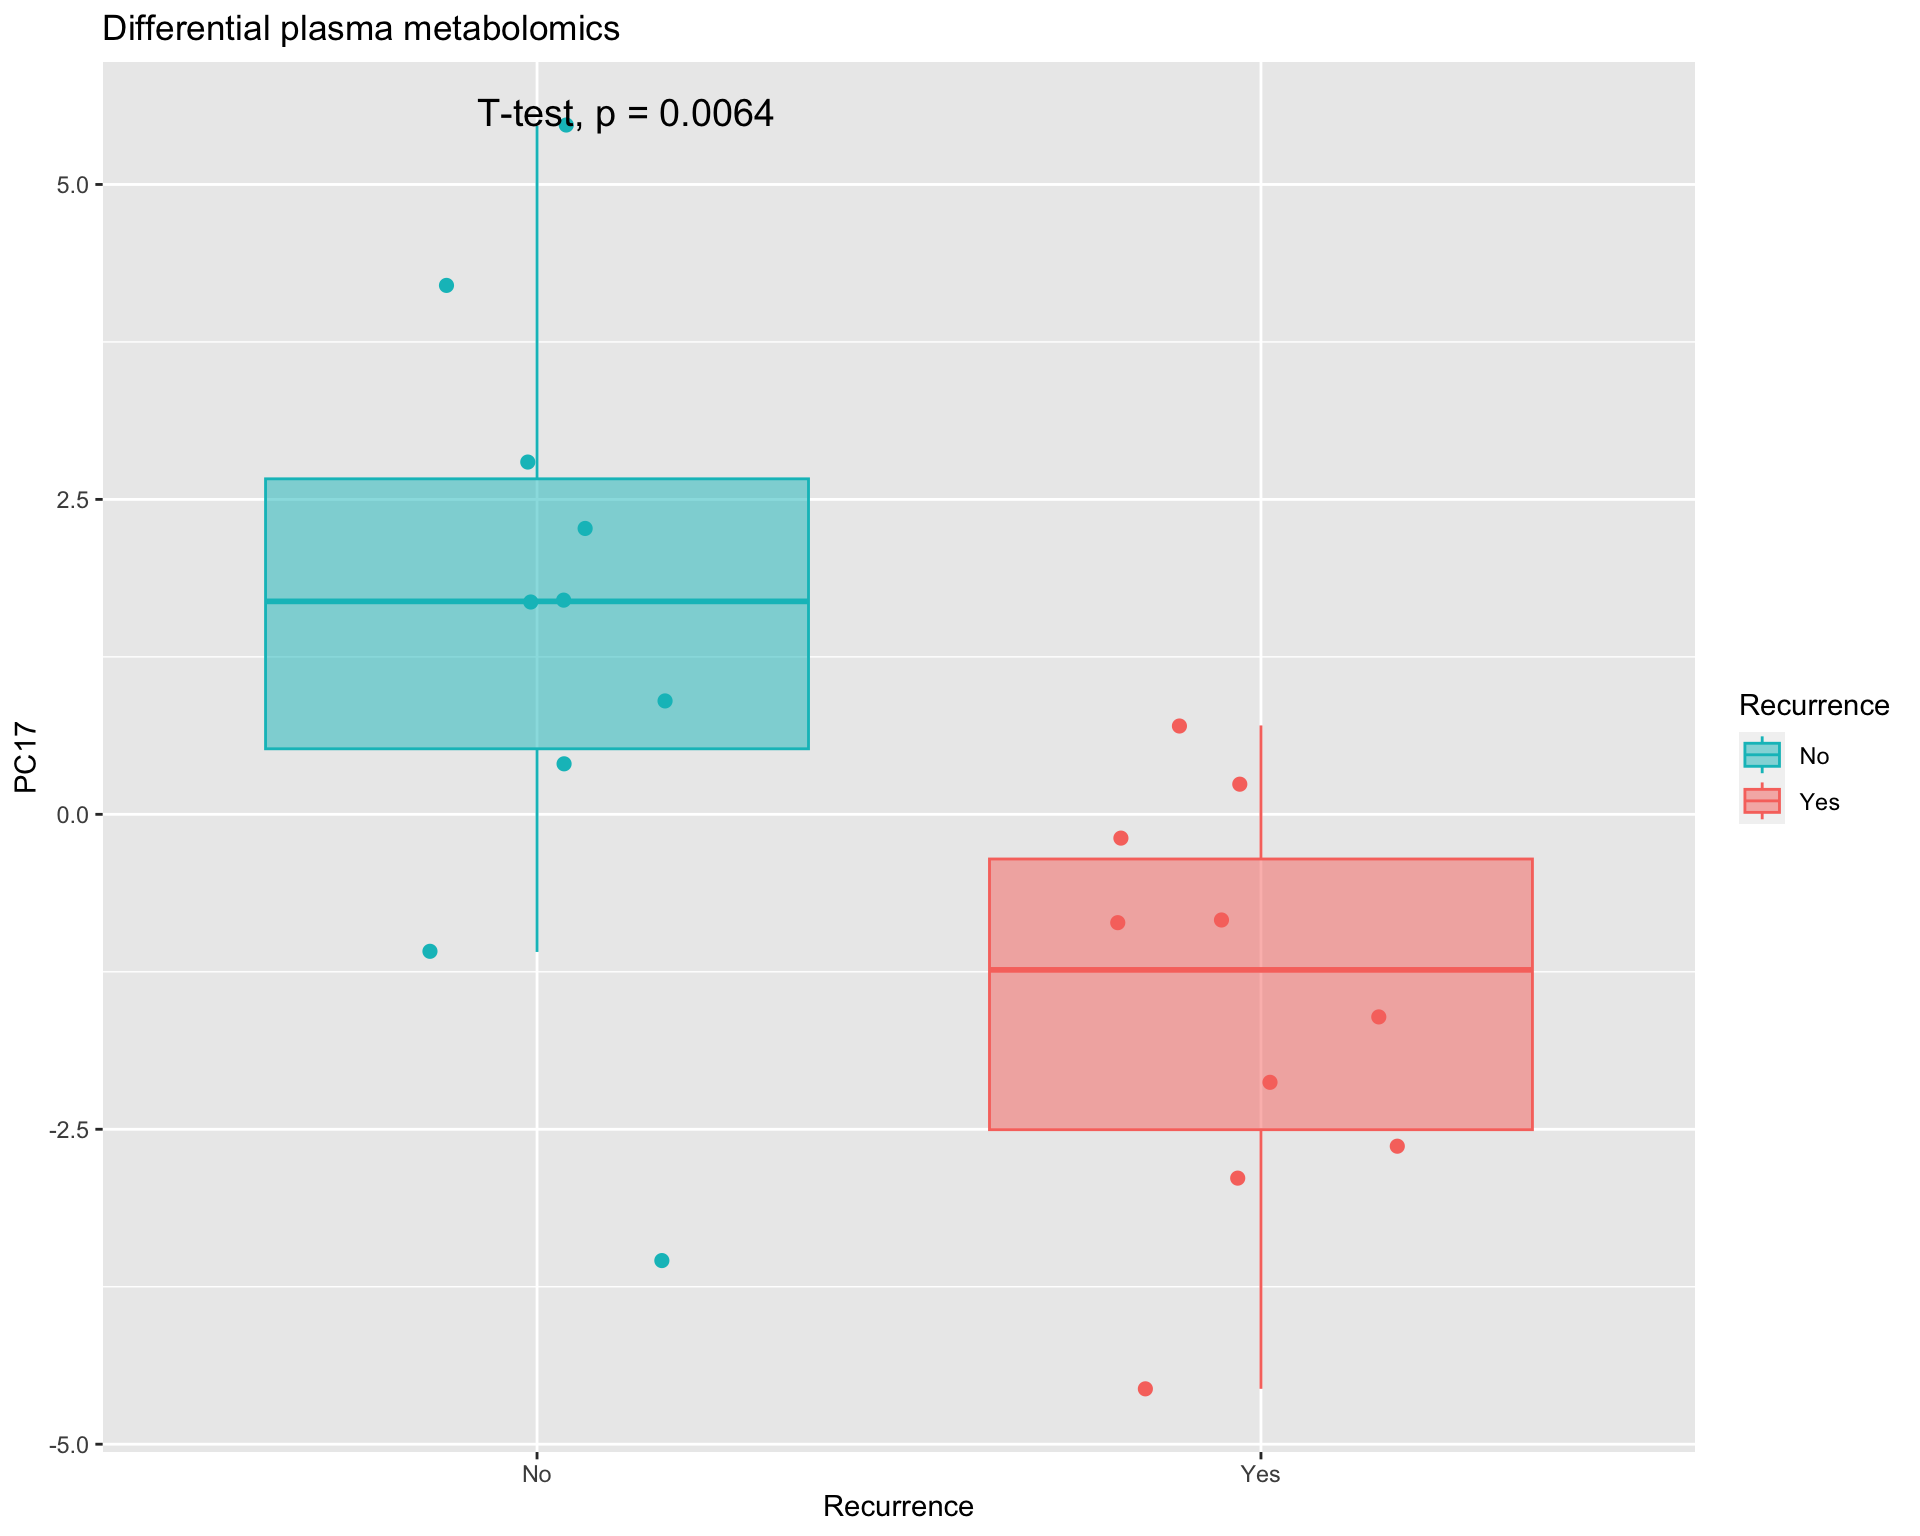 Differential plasma metabolomics
T-test, p = 0.0064
5.0
2.5
0.0
-2.5
-5.0
PC17
No
Yes
Recurrence
Recurrence
No
Yes